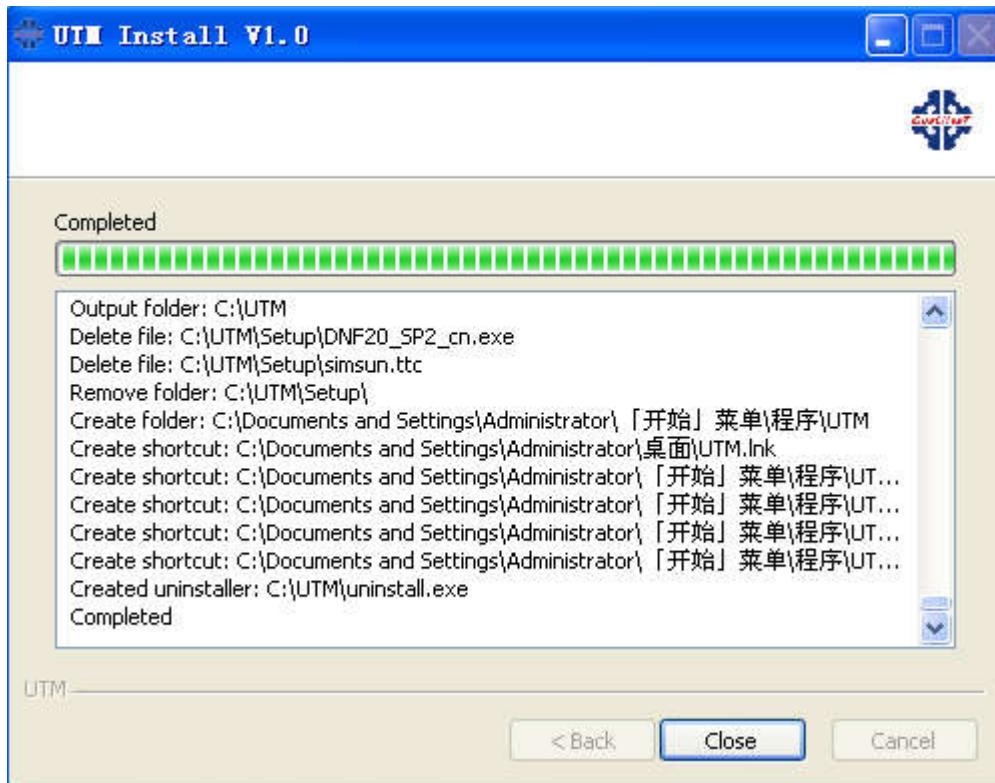 UTM Install V1.0
Completed
Output folder: C:\UTM
Delete file: C:\UTM\Setup\DNF20_SP2_cn.exe
Delete file: C:\UTM\Setup\simsun.ttc
Remove folder: C:\UTM\Setup\
Create folder: C:\Documents and Settings\Administrator\「开始」菜单\程序\UTM
Create shortcut: C:\Documents and Settings\Administrator\桌面\UTM.lnk
Create shortcut: C:\Documents and Settings\Administrator\「开始」菜单\程序\UT...
Create shortcut: C:\Documents and Settings\Administrator\「开始」菜单\程序\UT...
Create shortcut: C:\Documents and Settings\Administrator\「开始」菜单\程序\UT...
Create shortcut: C:\Documents and Settings\Administrator\「开始」菜单\程序\UT...
Created uninstaller: C:\UTM\uninstall.exe
Completed
UTM
< Back
Close
Cancel